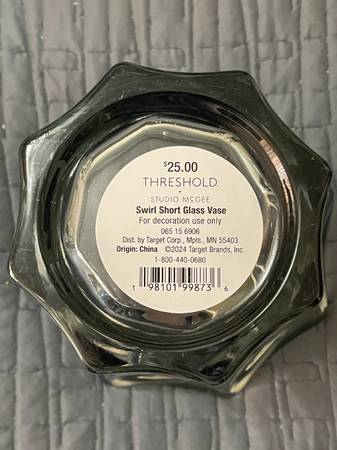 $25.00
THRESHOLD™
STUDIO McGEE
Swirl Short Glass Vase
For decoration use only
065 15 6906
Dist. by Target Corp., Mpls., MN 55403
Origin: China ©2024 Target Brands, Inc.
1-800-440-0680
1 98101 99873 6